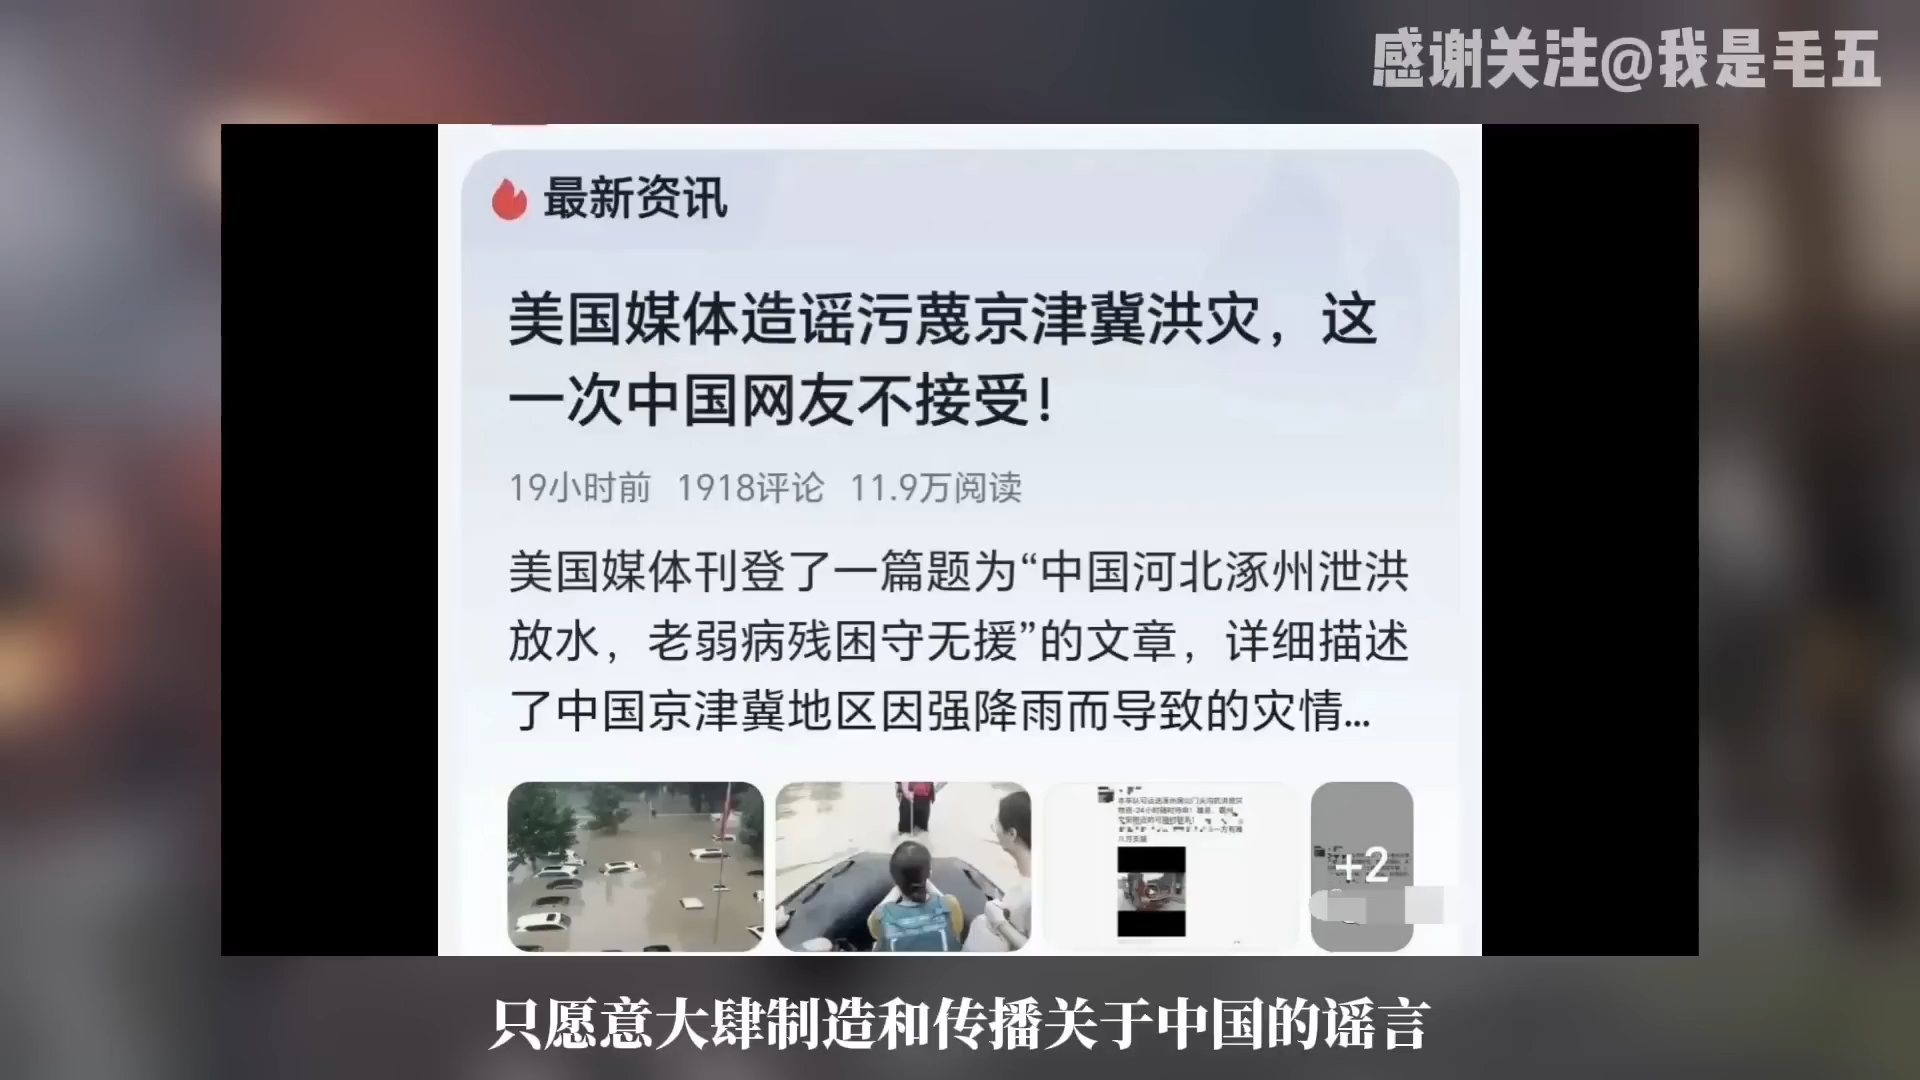 感谢关注@我是毛五
最新资讯
美国媒体造谣污蔑京津冀洪灾，这
一次中国网友不接受！
19小时前 1918评论 11.9万阅读
美国媒体刊登了一篇题为“中国河北涿州泄洪
放水，老弱病残困守无援”的文章，详细描述
了中国京津冀地区因强降雨而导致的灾情...
+2
只愿意大肆制造和传播关于中国的谣言